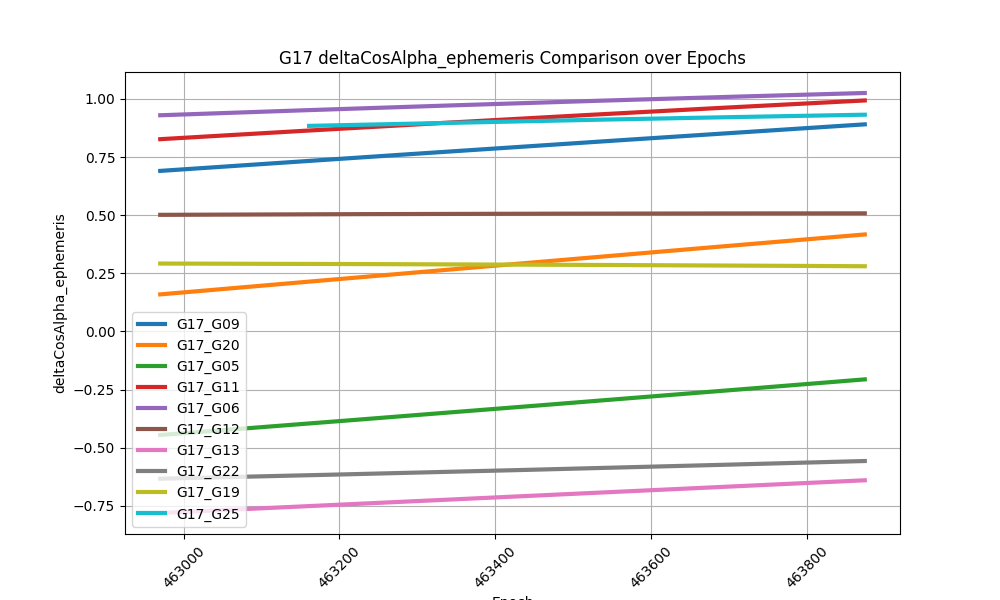 G17 deltaCosAlpha_ephemeris Comparison over Epochs
deltaCosAlpha_ephemeris
1.00
0.75
0.50
0.25
0.00
−0.25
−0.50
−0.75
G17_G09
G17_G20
G17_G05
G17_G11
G17_G06
G17_G12
G17_G13
G17_G22
G17_G19
G17_G25
463000
463200
463400
463600
463800
Epoch